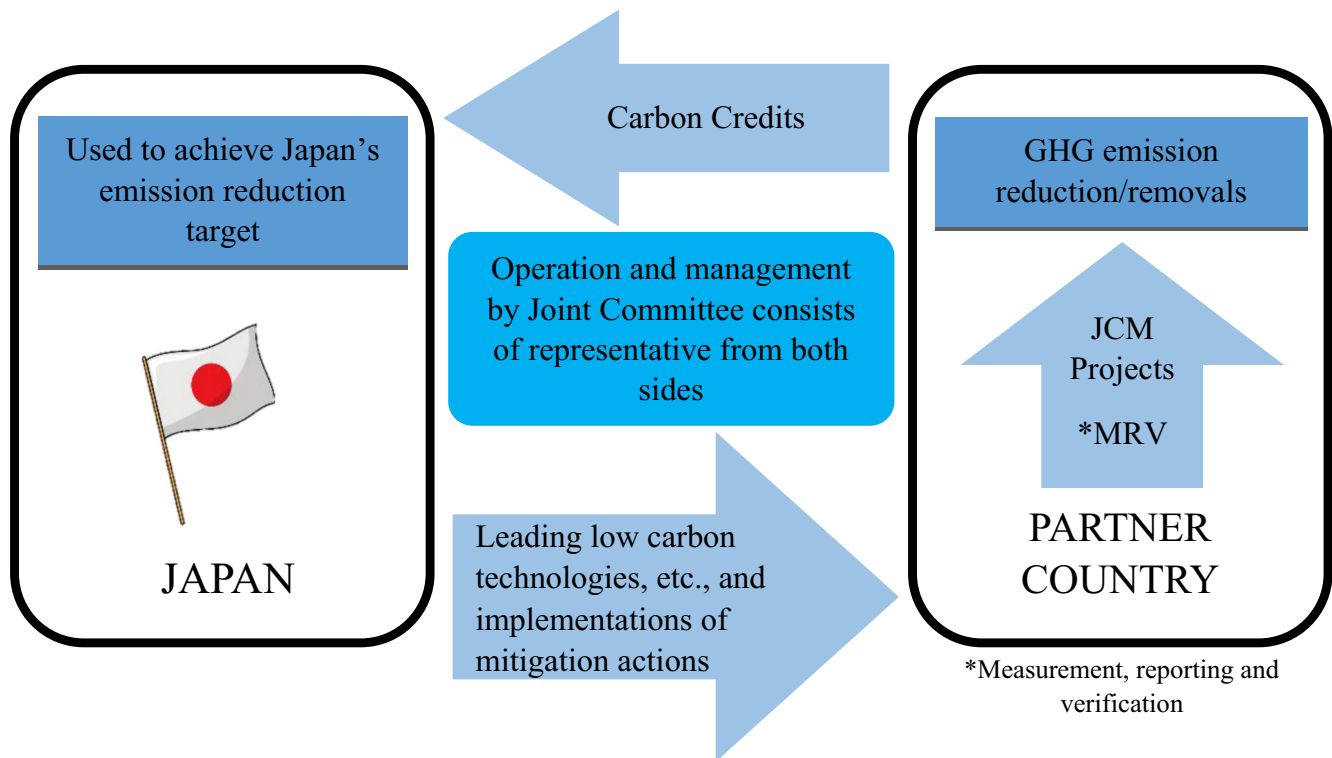 Used to achieve Japan’s
emission reduction
target
JAPAN
Carbon Credits
Operation and management
by Joint Committee consists
of representative from both
sides
Leading low carbon
technologies, etc., and
implementations of
mitigation actions
GHG emission
reduction/removals
JCM
Projects
*MRV
PARTNER
COUNTRY
*Measurement, reporting and
verification